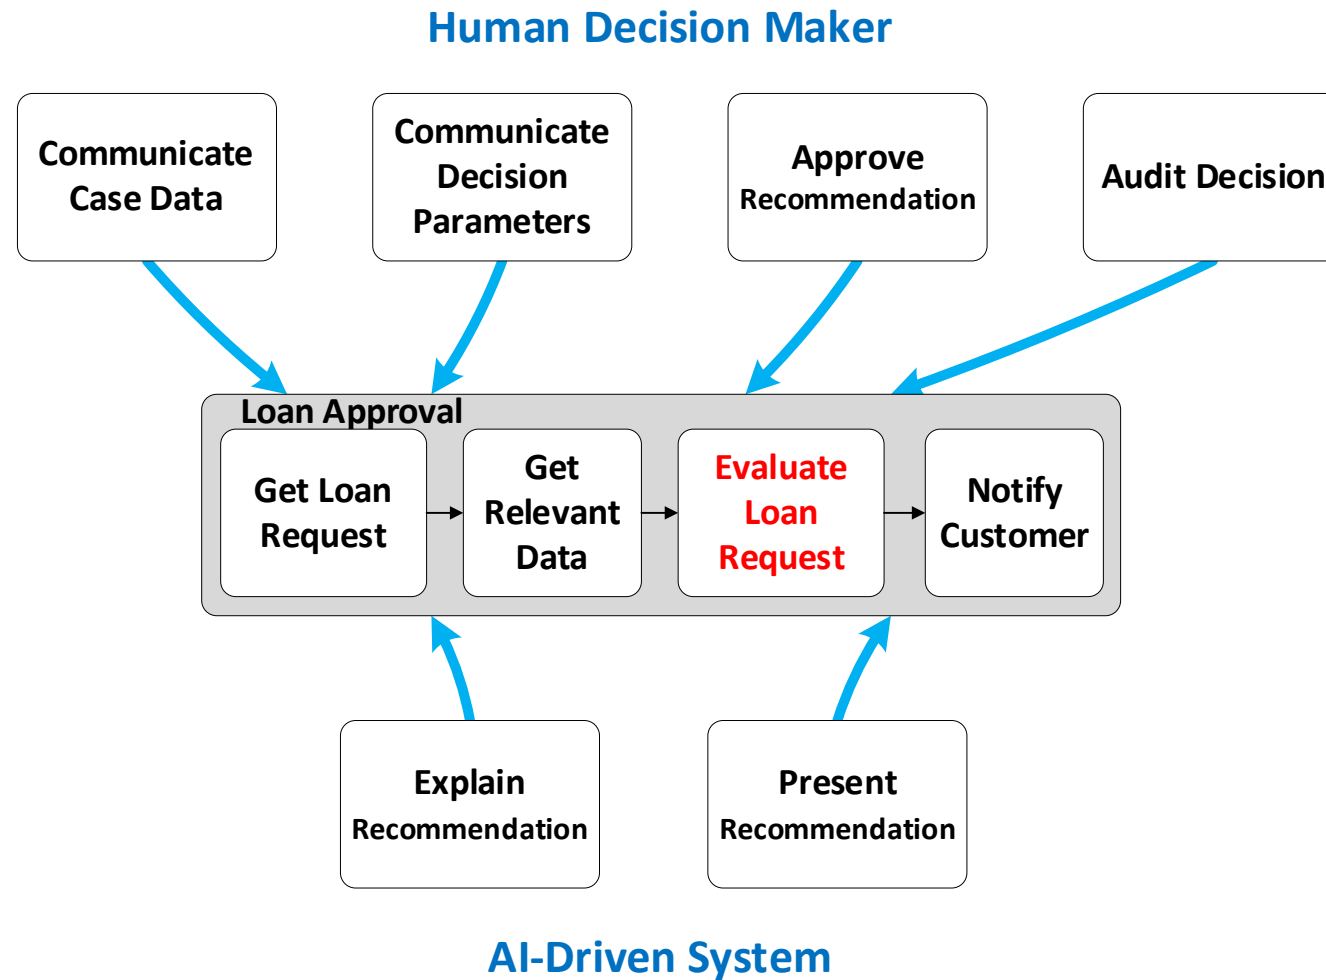 Human Decision Maker
Communicate
Case Data
Communicate
Decision
Parameters
Approve
Recommendation
Audit Decision
Loan Approval
Get Loan
Request
Get
Relevant
Data
Evaluate
Loan
Request
Notify
Customer
Explain
Recommendation
Present
Recommendation
AI-Driven System